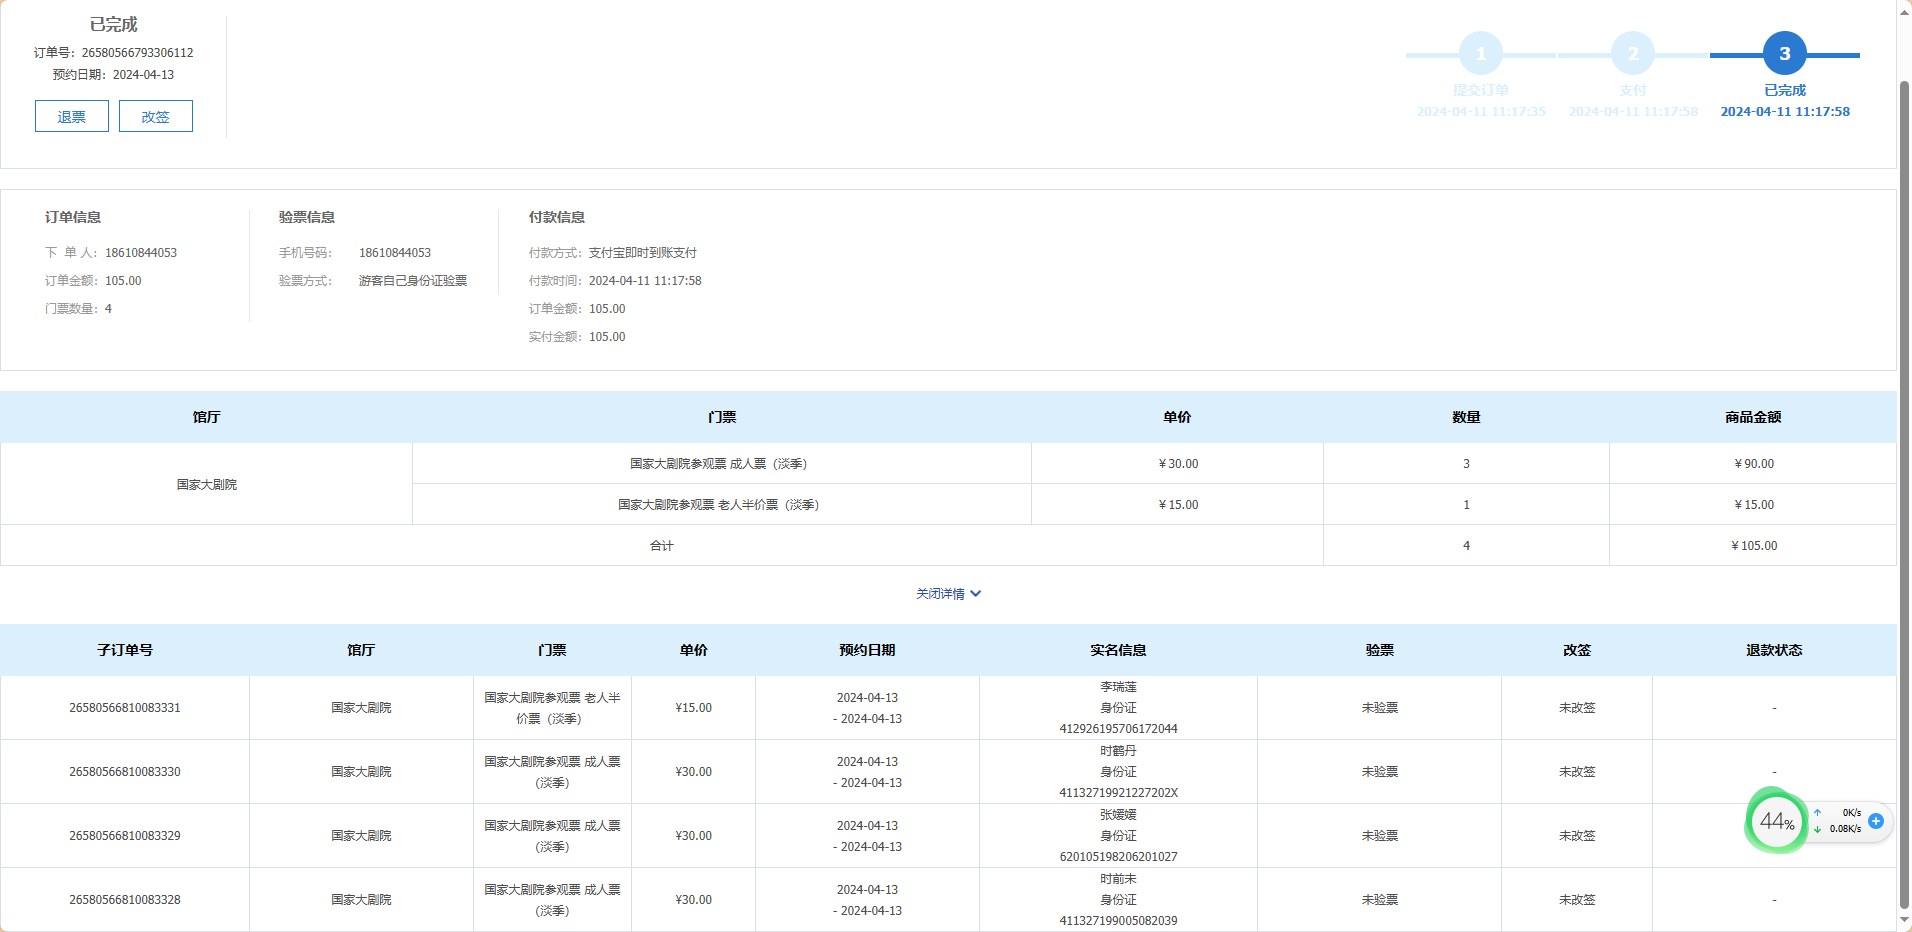 已完成
订单号：26580566793306112
预约日期：2024-04-13
退票 改签
1 2 3
提交订单 支付 已完成
2024-04-11 11:17:35 2024-04-11 11:17:58 2024-04-11 11:17:58
订单信息
下 单 人：18610844053
订单金额：105.00
门票数量：4
验票信息
手机号码： 18610844053
验票方式： 游客自己身份证验票
付款信息
付款方式：支付宝即时到账支付
付款时间：2024-04-11 11:17:58
订单金额：105.00
实付金额：105.00
馆厅 门票 单价 数量 商品金额
国家大剧院
国家大剧院参观票 成人票（淡季） ￥30.00 3 ￥90.00
国家大剧院参观票 老人半价票（淡季） ￥15.00 1 ￥15.00
合计 4 ￥105.00
关闭详情
子订单号 馆厅 门票 单价 预约日期 实名信息 验票 改签 退款状态
26580566810083331 国家大剧院 国家大剧院参观票 老人半
价票（淡季） ¥15.00 2024-04-13
- 2024-04-13 李瑞莲
身份证
412926195706172044 未验票 未改签 -
26580566810083330 国家大剧院 国家大剧院参观票 成人票
（淡季） ¥30.00 2024-04-13
- 2024-04-13 时鹤丹
身份证
41132719921227202X 未验票 未改签 -
26580566810083329 国家大剧院 国家大剧院参观票 成人票
（淡季） ¥30.00 2024-04-13
- 2024-04-13 张嫒嫒
身份证
620105198206201027 未验票 未改签
26580566810083328 国家大剧院 国家大剧院参观票 成人票
（淡季） ¥30.00 2024-04-13
- 2024-04-13 时前未
身份证
411327199005082039 未验票 未改签 -
44%
0K/s
0.08K/s